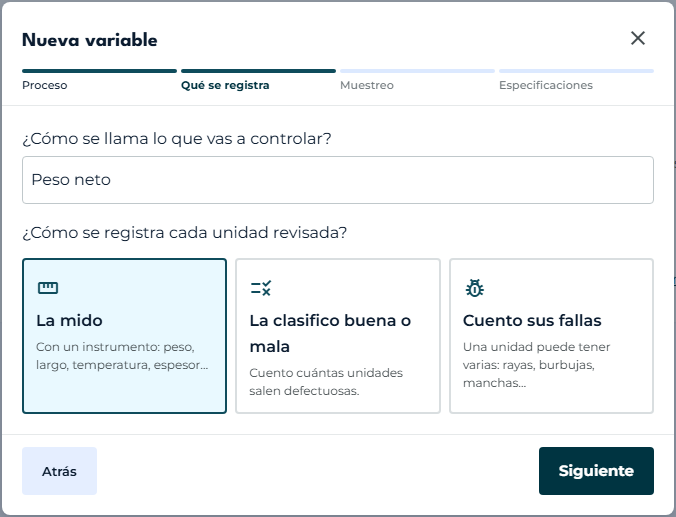 Nueva variable
Proceso
Qué se registra
Muestreo
Especificaciones
¿Cómo se llama lo que vas a controlar?
Peso neto
¿Cómo se registra cada unidad revisada?
La mido
Con un instrumento: peso,
largo, temperatura, espesor...
La clasifico buena o
mala
Cuento cuántas unidades
salen defectuosas.
Cuento sus fallas
Una unidad puede tener
varias: rayas, burbujas,
manchas...
Atrás
Siguiente